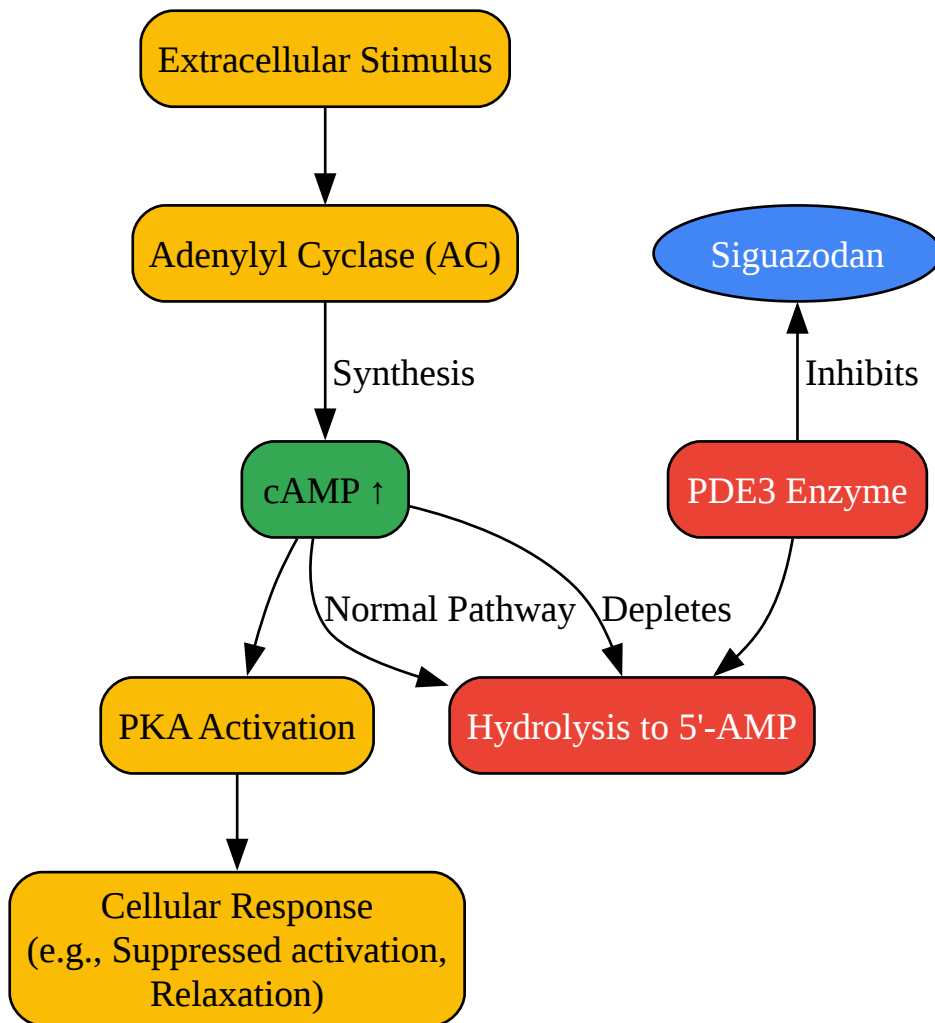 Extracellular Stimulus
Adenylyl Cyclase (AC)
Siguazodan
Synthesis
Inhibits
cAMP ↑
PDE3 Enzyme
Normal Pathway
Depletes
PKA Activation
Hydrolysis to 5'-AMP
Cellular Response
(e.g., Suppressed activation,
Relaxation)